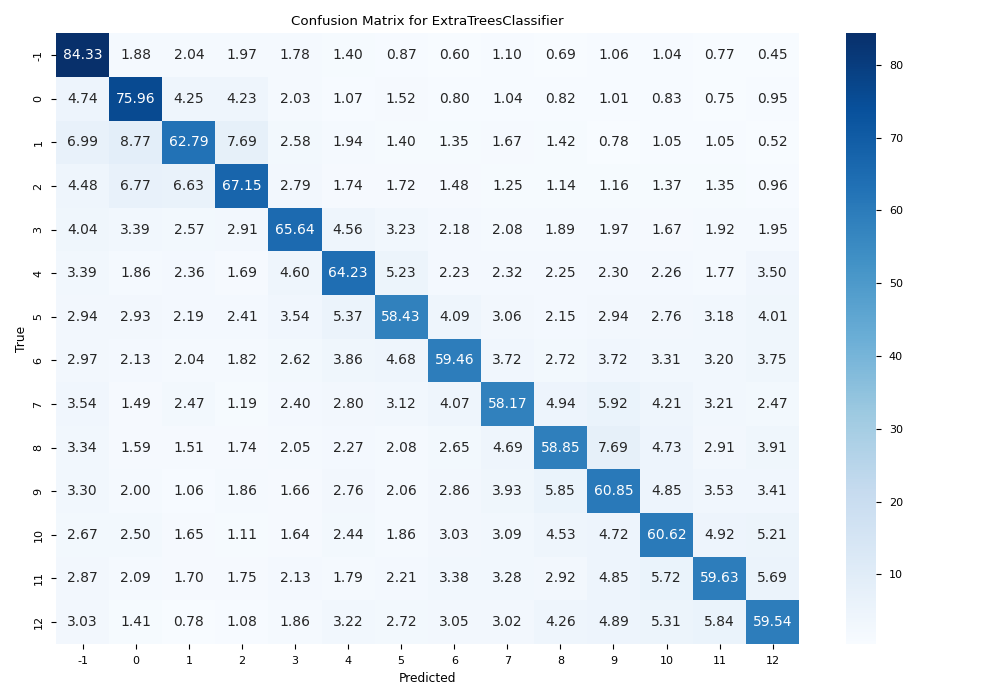 Confusion Matrix for ExtraTreesClassifier
-1 84.33 1.88 2.04 1.97 1.78 1.40 0.87 0.60 1.10 0.69 1.06 1.04 0.77 0.45
0 4.74 75.96 4.25 4.23 2.03 1.07 1.52 0.80 1.04 0.82 1.01 0.83 0.75 0.95
1 6.99 8.77 62.79 7.69 2.58 1.94 1.40 1.35 1.67 1.42 0.78 1.05 1.05 0.52
2 4.48 6.77 6.63 67.15 2.79 1.74 1.72 1.48 1.25 1.14 1.16 1.37 1.35 0.96
3 4.04 3.39 2.57 2.91 65.64 4.56 3.23 2.18 2.08 1.89 1.97 1.67 1.92 1.95
4 3.39 1.86 2.36 1.69 4.60 64.23 5.23 2.23 2.32 2.25 2.30 2.26 1.77 3.50
5 2.94 2.93 2.19 2.41 3.54 5.37 58.43 4.09 3.06 2.15 2.94 2.76 3.18 4.01
6 2.97 2.13 2.04 1.82 2.62 3.86 4.68 59.46 3.72 2.72 3.72 3.31 3.20 3.75
7 3.54 1.49 2.47 1.19 2.40 2.80 3.12 4.07 58.17 4.94 5.92 4.21 3.21 2.47
8 3.34 1.59 1.51 1.74 2.05 2.27 2.08 2.65 4.69 58.85 7.69 4.73 2.91 3.91
9 3.30 2.00 1.06 1.86 1.66 2.76 2.06 2.86 3.93 5.85 60.85 4.85 3.53 3.41
10 2.67 2.50 1.65 1.11 1.64 2.44 1.86 3.03 3.09 4.53 4.72 60.62 4.92 5.21
11 2.87 2.09 1.70 1.75 2.13 1.79 2.21 3.38 3.28 2.92 4.85 5.72 59.63 5.69
12 3.03 1.41 0.78 1.08 1.86 3.22 2.72 3.05 3.02 4.26 4.89 5.31 5.84 59.54
-1 0 1 2 3 4 5 6 7 8 9 10 11 12
Predicted
True
80
70
60
50
40
30
20
10